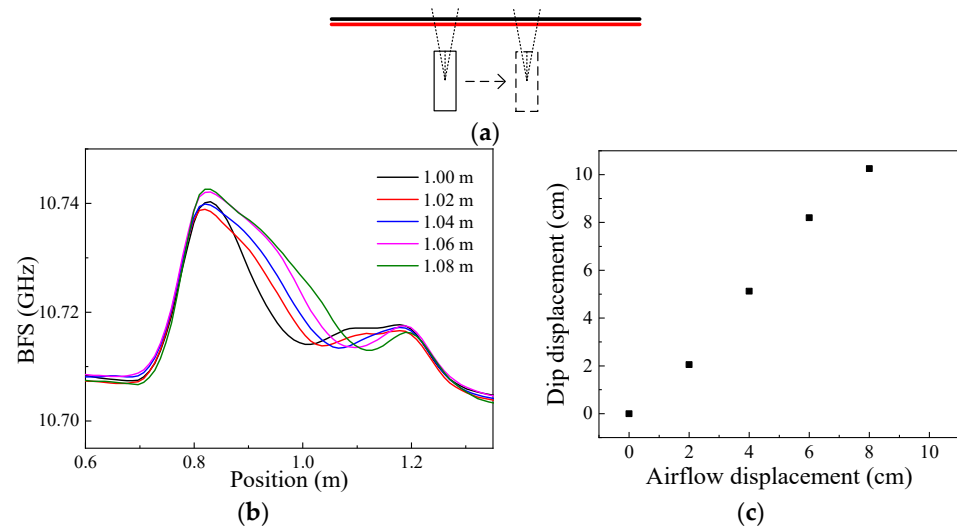 (a)
10.74
10.72
10.70
BFS (GHz)
1.00 m
1.02 m
1.04 m
1.06 m
1.08 m
0.6
0.8
1.0
1.2
Position (m)
(b)
10
8
6
4
2
0
Dip displacement (cm)
0
2
4
6
8
10
Airflow displacement (cm)
(c)